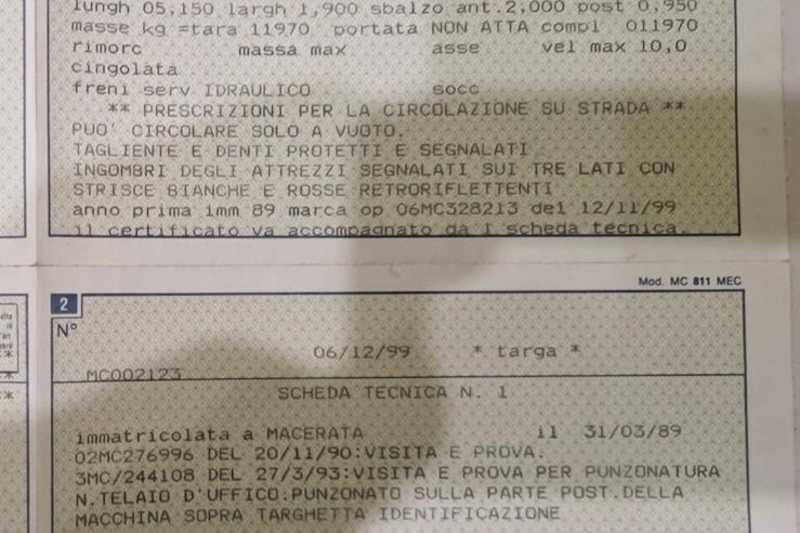 lungh 05,150 largh 1,900 sbalzo ant.2,000 post 0,950
masse kg =tara 11970 portata NON ATTA compl 011970
rimorc massa max asse vel max 10,0
cingolata
freni serv IDRAULICO socc
** PRESCRIZIONI PER LA CIRCOLAZIONE SU STRADA **
PUO' CIRCOLARE SOLO A VUOTO.
TAGLIENTE E DENTI PROTETTI E SEGNALATI
INGOMBRI DEGLI ATTREZZI SEGNALATI SUI TRE LATI CON
STRISCE BIANCHE E ROSSE RETRORIFLETTENTI
anno prima imm 89 marca op 06MC328213 del 12/11/99
il certificato va accompagnato da 1 scheda tecnica.
Mod. MC 811 MEC
2
N°
06/12/99 * targa *
MC002123
SCHEDA TECNICA N. 1
immatricolata a MACERATA il 31/03/89
02MC276996 DEL 20/11/90:VISITA E PROVA.
3MC/244108 DEL 27/3/93:VISITA E PROVA PER PUNZONATURA
N.TELAIO D'UFFICO.PUNZONATO SULLA PARTE POST.DELLA
MACCHINA SOPRA TARGHETTA IDENTIFICAZIONE